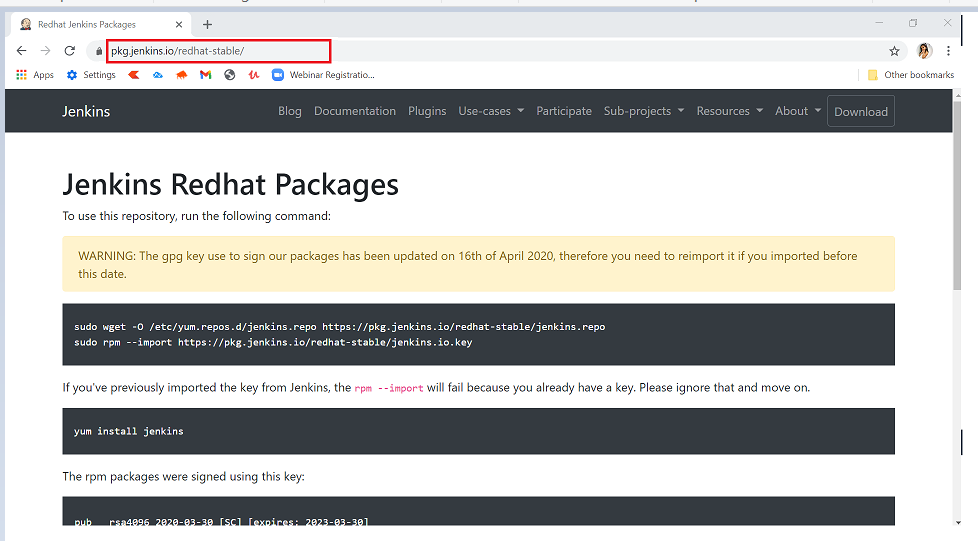 Redhat Jenkins Packages
pkg.jenkins.io/redhat-stable/
Apps Settings Webinar Registratio... Other bookmarks
Jenkins Blog Documentation Plugins Use-cases Participate Sub-projects Resources About Download
Jenkins Redhat Packages
To use this repository, run the following command:
WARNING: The gpg key use to sign our packages has been updated on 16th of April 2020, therefore you need to reimport it if you imported before
this date.
sudo wget -O /etc/yum.repos.d/jenkins.repo https://pkg.jenkins.io/redhat-stable/jenkins.repo
sudo rpm --import https://pkg.jenkins.io/redhat-stable/jenkins.io.key
If you've previously imported the key from Jenkins, the rpm --import will fail because you already have a key. Please ignore that and move on.
yum install jenkins
The rpm packages were signed using this key:
pub rsa4096 2020-03-30 [SC] [expires: 2023-03-30]